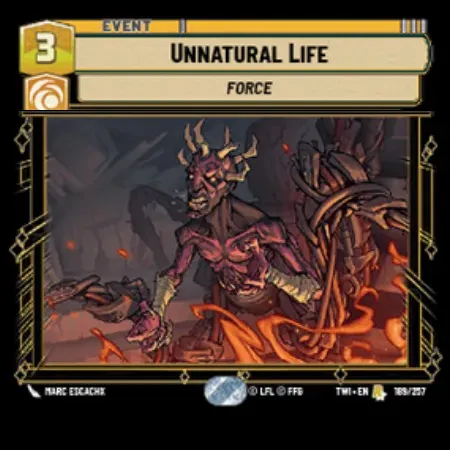 EVENT
3
UNNATURAL LIFE
FORCE
MARC ESCACHX
Ⓛ LFL Ⓟ FFG
TWI • EN
189/257